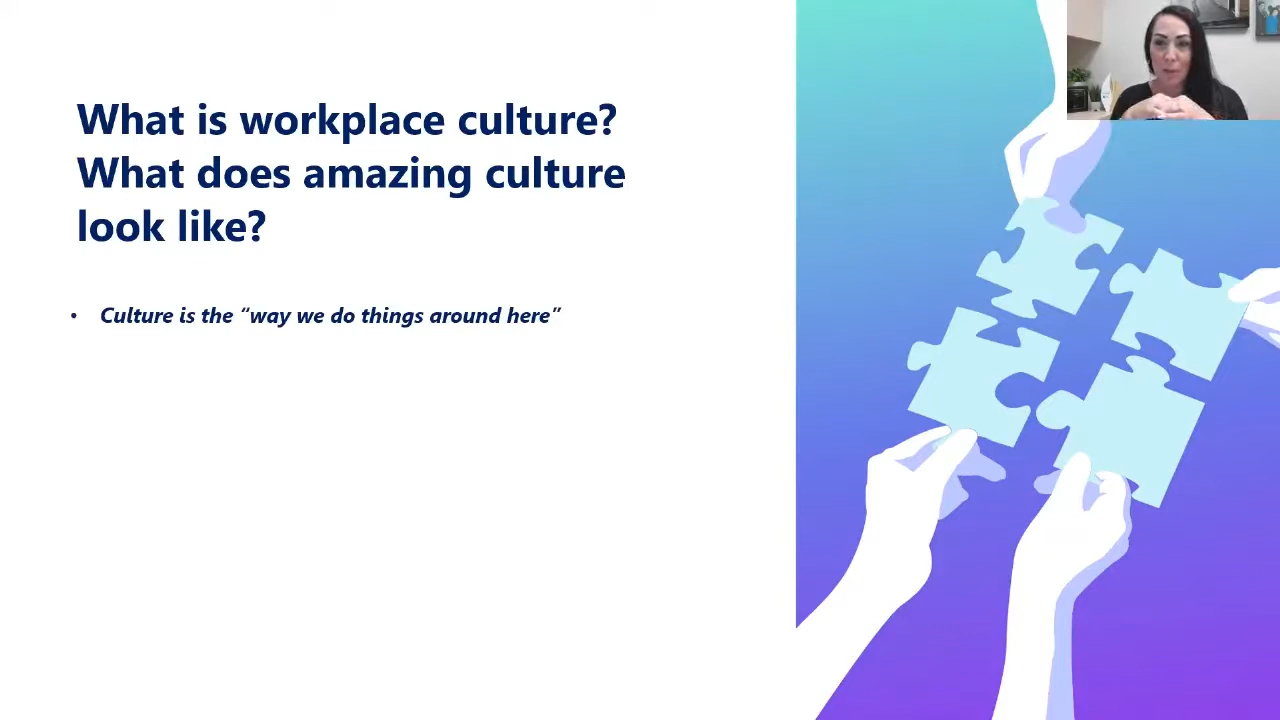 What is workplace culture?
What does amazing culture
look like?
• Culture is the “way we do things around here”